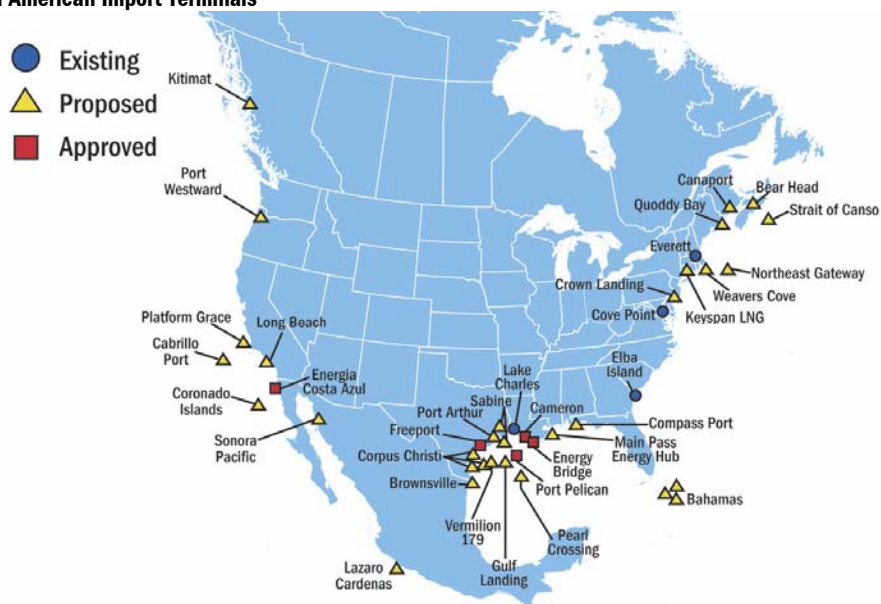 American Import Terminals
Existing
Proposed
Approved
Kitimat
Port
Westward
Canaport
Bear Head
Quoddy Bay
Strait of Canso
Everett
Northeast Gateway
Crown Landing
Weavers Cove
Keyspan LNG
Cove Point
Platform Grace
Long Beach
Cabrillo
Port
Energia
Costa Azul
Coronado
Islands
Sonora
Pacific
Elba
Island
Lake
Charles
Sabine
Cameron
Port Arthur
Freeport
Compass Port
Main Pass
Energy Hub
Corpus Christi
Energy
Bridge
Brownsville
Port Pelican
Bahamas
Vermilion
179
Pearl
Crossing
Gulf
Landing
Lazaro
Cardenas